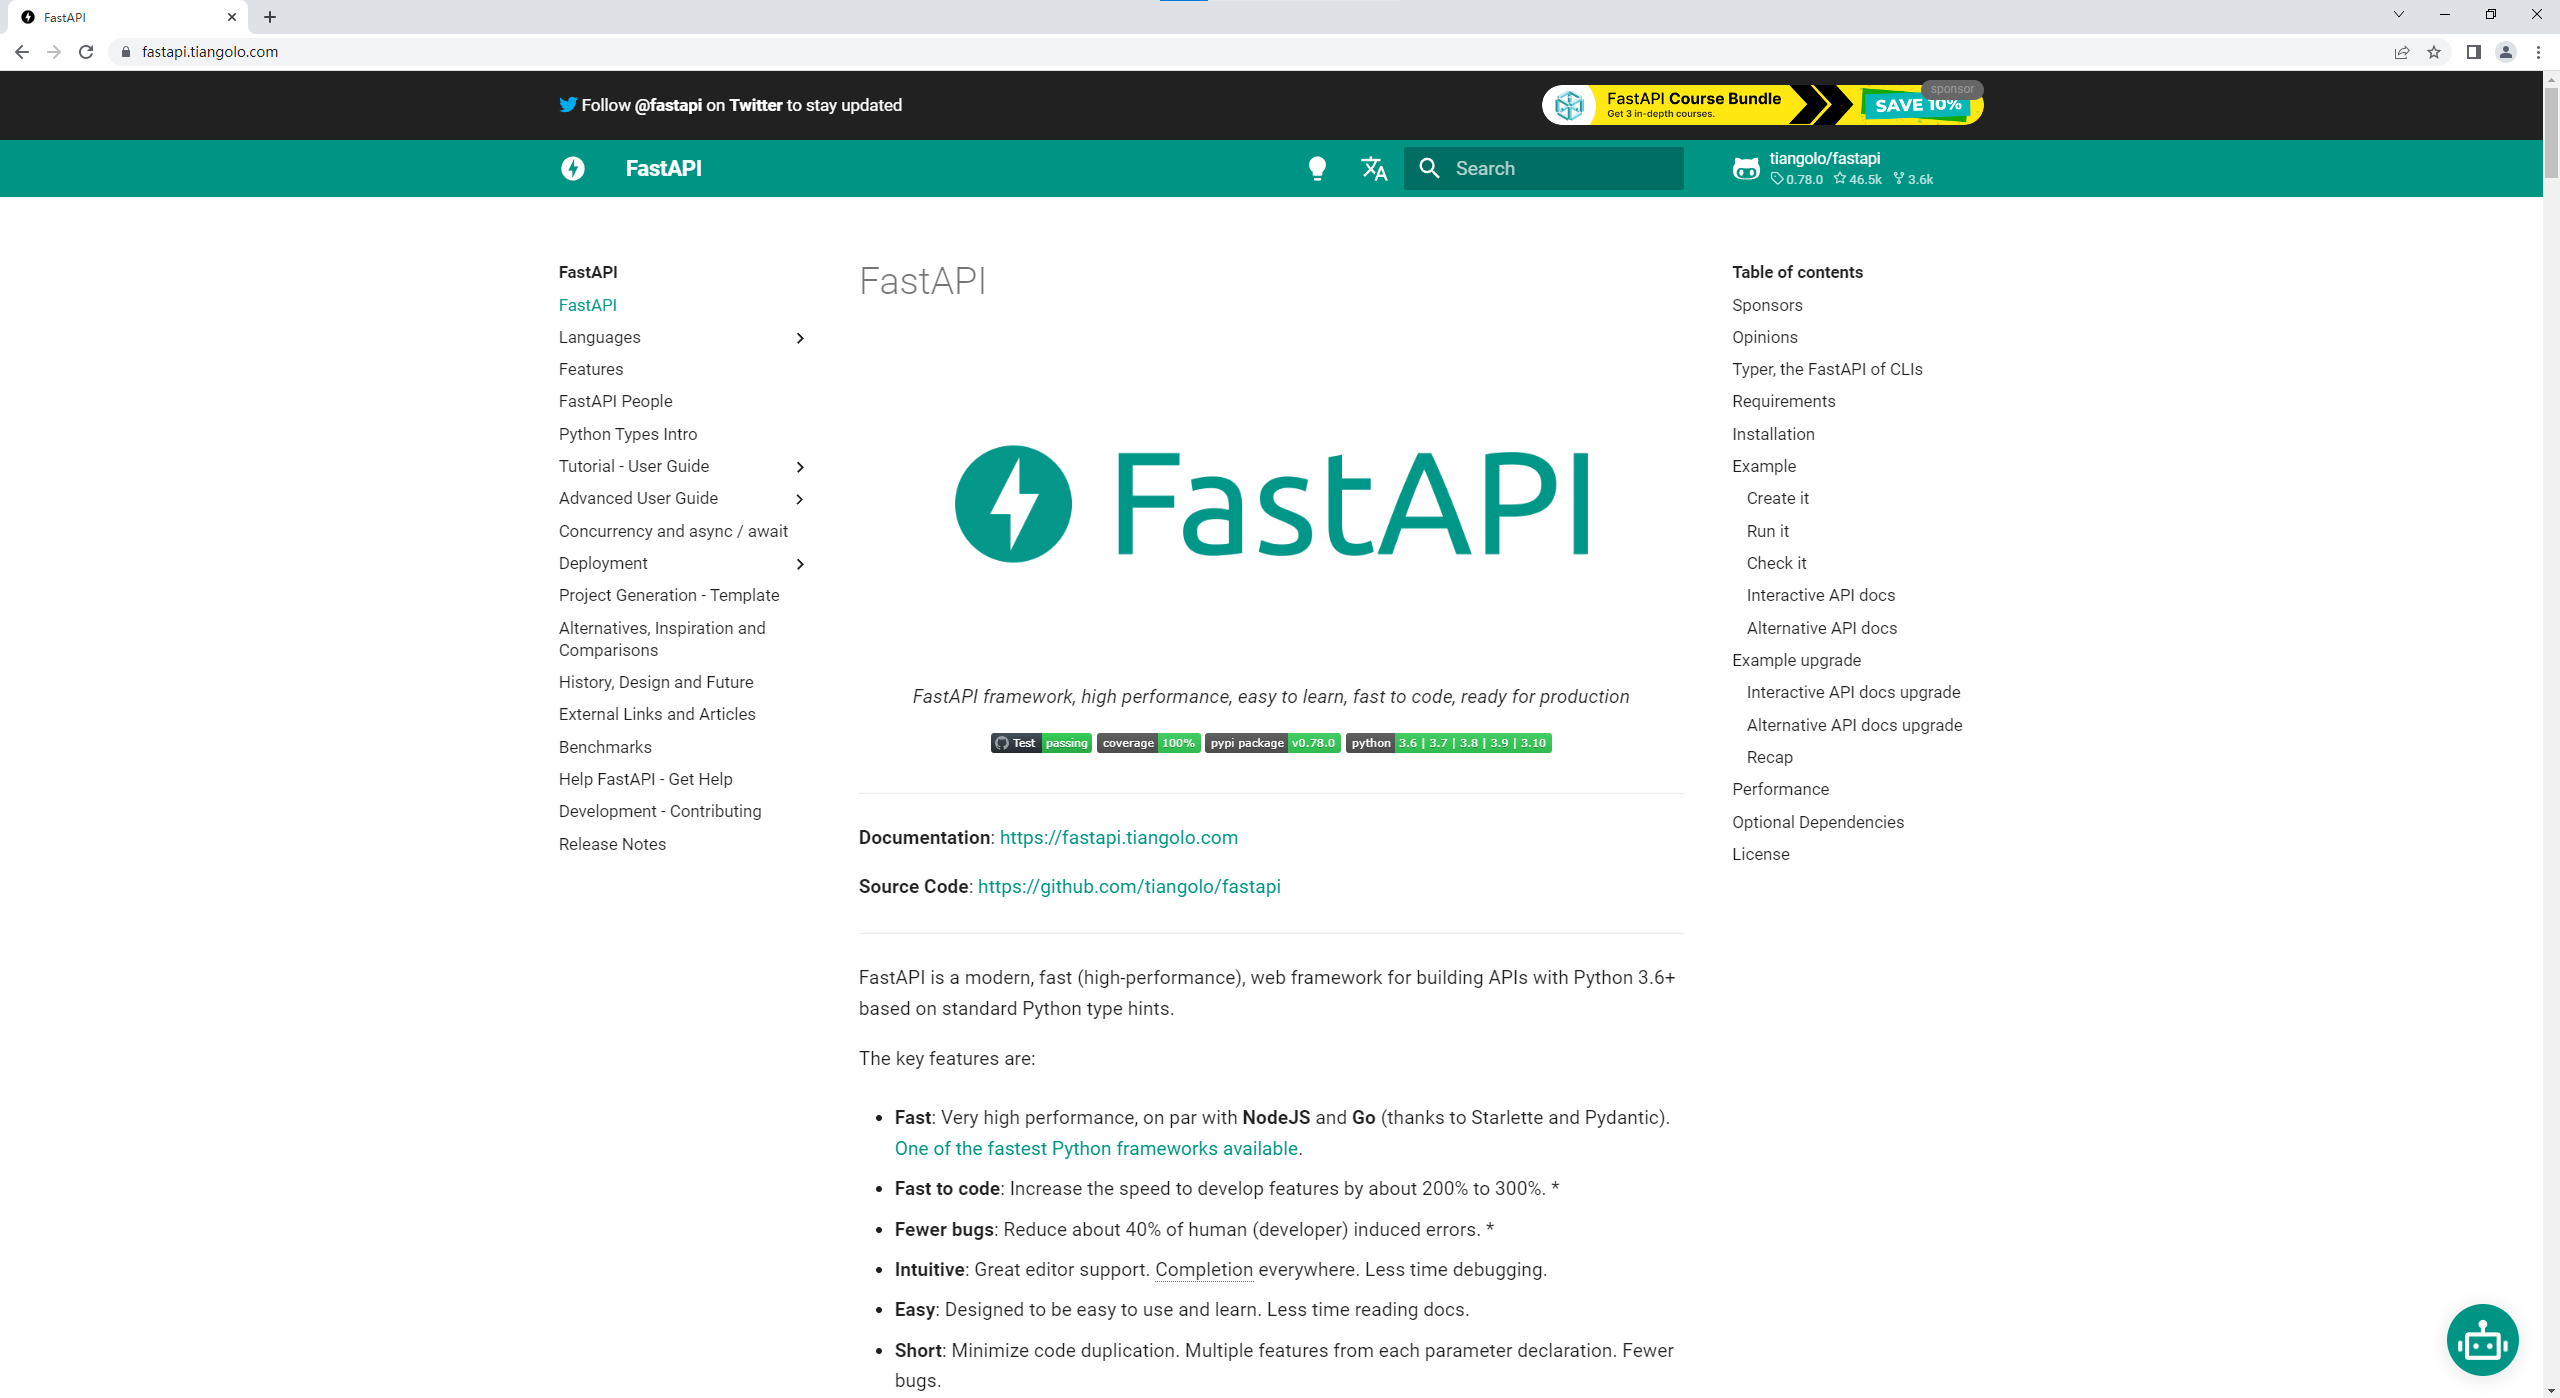 FastAPI
fastapi.tiangolo.com
Follow @fastapi on Twitter to stay updated
FastAPI Course Bundle
Get 3 in-depth courses.
SAVE 10%
sponsor
FastAPI
Search
tiangolo/fastapi
0.78.0 46.5k 3.6k
FastAPI
FastAPI
Languages
Features
FastAPI People
Python Types Intro
Tutorial - User Guide
Advanced User Guide
Concurrency and async / await
Deployment
Project Generation - Template
Alternatives, Inspiration and
Comparisons
History, Design and Future
External Links and Articles
Benchmarks
Help FastAPI - Get Help
Development - Contributing
Release Notes
FastAPI
FastAPI
FastAPI framework, high performance, easy to learn, fast to code, ready for production
Test passing coverage 100% pypi package v0.78.0 python 3.6 | 3.7 | 3.8 | 3.9 | 3.10
Documentation: https://fastapi.tiangolo.com
Source Code: https://github.com/tiangolo/fastapi
FastAPI is a modern, fast (high-performance), web framework for building APIs with Python 3.6+
based on standard Python type hints.
The key features are:
• Fast: Very high performance, on par with NodeJS and Go (thanks to Starlette and Pydantic).
One of the fastest Python frameworks available.
• Fast to code: Increase the speed to develop features by about 200% to 300%. *
• Fewer bugs: Reduce about 40% of human (developer) induced errors. *
• Intuitive: Great editor support. Completion everywhere. Less time debugging.
• Easy: Designed to be easy to use and learn. Less time reading docs.
• Short: Minimize code duplication. Multiple features from each parameter declaration. Fewer
bugs.
Table of contents
Sponsors
Opinions
Typer, the FastAPI of CLIs
Requirements
Installation
Example
Create it
Run it
Check it
Interactive API docs
Alternative API docs
Example upgrade
Interactive API docs upgrade
Alternative API docs upgrade
Recap
Performance
Optional Dependencies
License